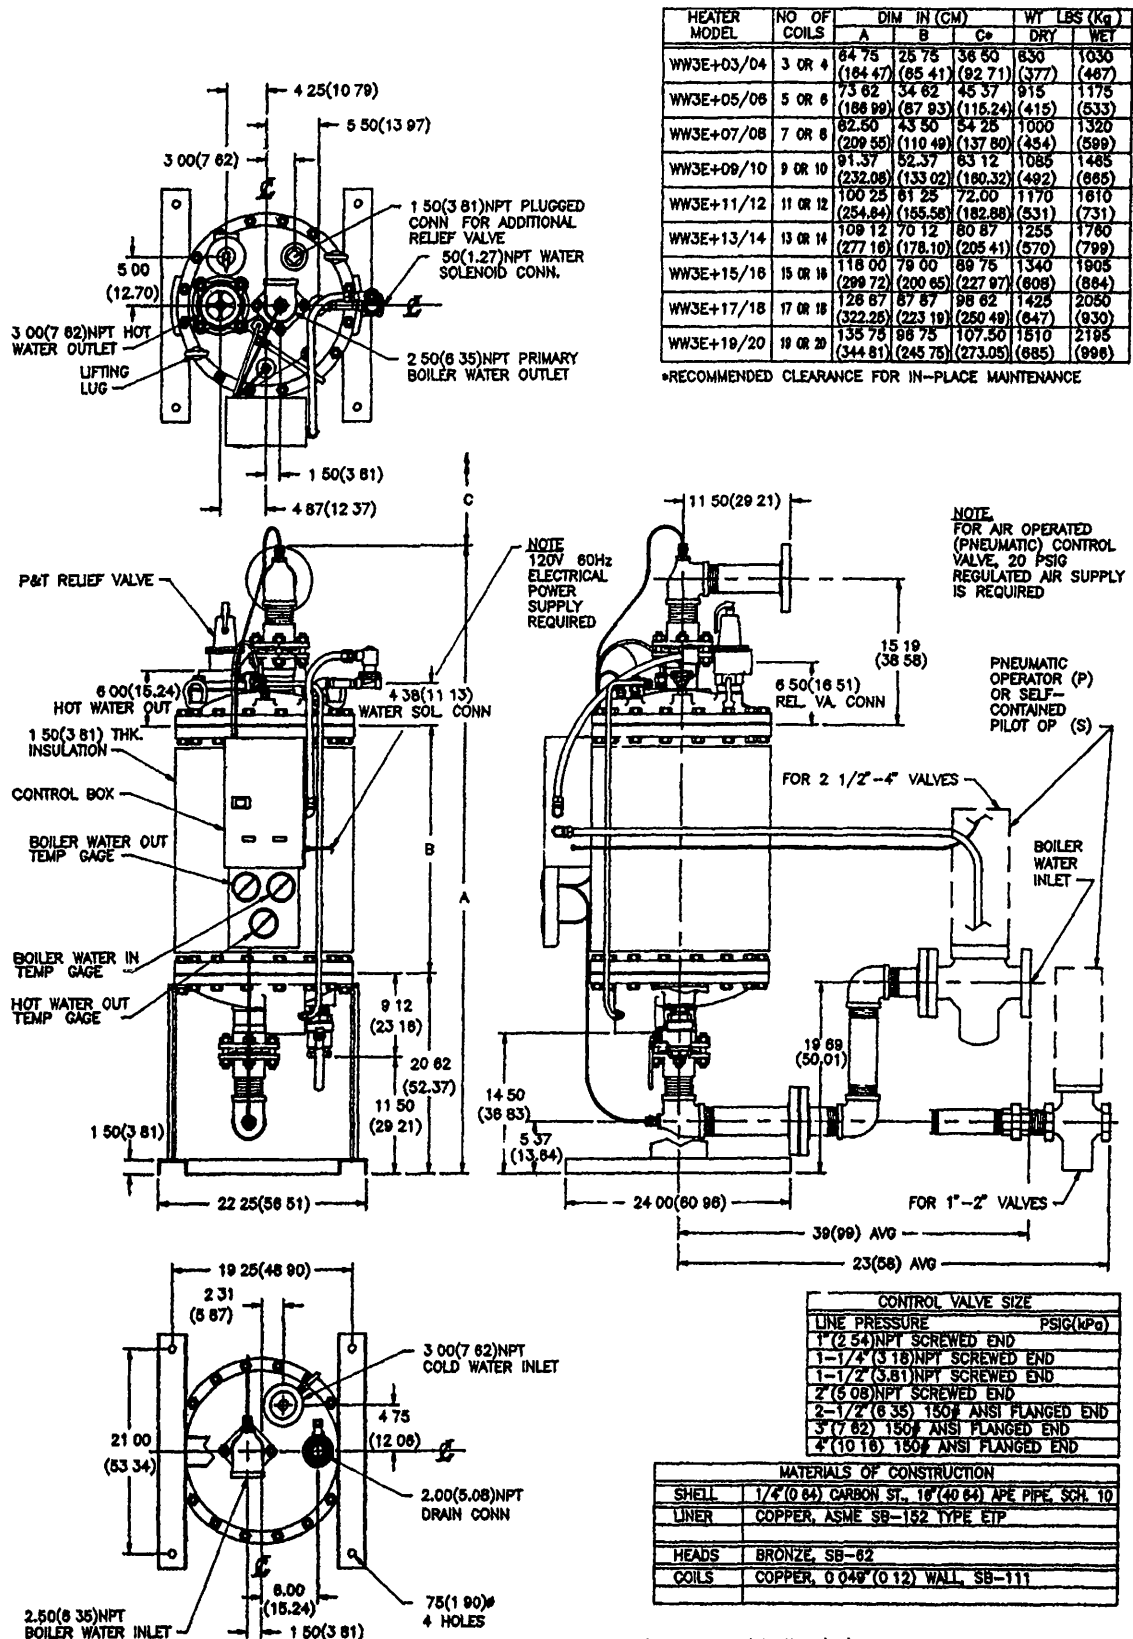 HEATER MODEL NO OF COILS DIM IN (CM) WT LBS (Kg)
A B C* DRY WET
WW3E+03/04 3 OR 4 64 75 25 75 36 50 830 1030
(164 47) (65 41) (92 71) (377) (467)
WW3E+05/06 5 OR 6 73 62 34 62 45 37 915 1175
(186 99) (87 93) (115.24) (415) (533)
WW3E+07/08 7 OR 8 82.50 43 50 54 25 1000 1320
(209 55) (110 49) (137 80) (454) (599)
WW3E+09/10 9 OR 10 91.37 52.37 63 12 1085 1465
(232.08) (133 02) (160.32) (492) (665)
WW3E+11/12 11 OR 12 100 25 61 25 72.00 1170 1610
(254.64) (155.58) (182.88) (531) (731)
WW3E+13/14 13 OR 14 109 12 70 12 80 87 1255 1760
(277 16) (178.10) (205 41) (570) (799)
WW3E+15/16 15 OR 16 118 00 79 00 89 75 1340 1905
(299 72) (200 65) (227 97) (608) (864)
WW3E+17/18 17 OR 18 126 87 87 87 98 62 1425 2050
(322.25) (223 19) (250 49) (647) (930)
WW3E+19/20 19 OR 20 135 75 96 75 107.50 1510 2195
(344 81) (245 75) (273.05) (685) (996)
*RECOMMENDED CLEARANCE FOR IN-PLACE MAINTENANCE
4 25(10 79)
5 50(13 97)
3 00(7 62)
1 50(3 81)NPT PLUGGED
CONN FOR ADDITIONAL
RELIEF VALVE
50(1.27)NPT WATER
SOLENOID CONN.
5 00
(12.70)
3 00(7 62)NPT HOT
WATER OUTLET
LIFTING
LUG
2 50(6 35)NPT PRIMARY
BOILER WATER OUTLET
1 50(3 81)
4 87(12 37)
C
P&T RELIEF VALVE
NOTE
120V 60Hz
ELECTRICAL
POWER
SUPPLY
REQUIRED
6 00(15.24)
HOT WATER OUT
4 38(11 13)
WATER SOL. CONN
1 50(3 81) THK.
INSULATION
CONTROL BOX
BOILER WATER OUT
TEMP GAGE
B
A
BOILER WATER IN
TEMP GAGE
HOT WATER OUT
TEMP GAGE
9 12
(23 16)
20 62
(52.37)
11 50
(29 21)
1 50(3 81)
22 25(56 51)
11 50(29 21)
NOTE
FOR AIR OPERATED
(PNEUMATIC) CONTROL
VALVE, 20 PSIG
REGULATED AIR SUPPLY
IS REQUIRED
15 19
(38 58)
6 50(16 51)
REL. VA. CONN
PNEUMATIC
OPERATOR (P)
OR SELF-
CONTAINED
PILOT OP (S)
FOR 2 1/2"-4" VALVES
BOILER
WATER
INLET
19 69
(50.01)
14 50
(36 83)
5 37
(13.64)
24 00(60 96)
FOR 1"-2" VALVES
39(99) AVG
23(58) AVG
19 25(48 90)
2 31
(5 87)
3 00(7 62)NPT
COLD WATER INLET
4 75
(12 06)
21 00
(53 34)
2.00(5.08)NPT
DRAIN CONN
6.00
(15.24)
75(1 90)ø
4 HOLES
2.50(6 35)NPT
BOILER WATER INLET
1 50(3 81)
CONTROL VALVE SIZE
LINE PRESSURE PSIG(kPa)
1"(2 54)NPT SCREWED END
1-1/4"(3 18)NPT SCREWED END
1-1/2"(3.81)NPT SCREWED END
2"(5 08)NPT SCREWED END
2-1/2"(6 35) 150# ANSI FLANGED END
3"(7 62) 150# ANSI FLANGED END
4"(10 16) 150# ANSI FLANGED END
MATERIALS OF CONSTRUCTION
SHELL 1/4"(0 64) CARBON ST., 16"(40 64) APE PIPE, SCH. 10
LINER COPPER, ASME SB-152 TYPE ETP
HEADS BRONZE, SB-62
COILS COPPER, 0 049"(0 12) WALL, SB-111